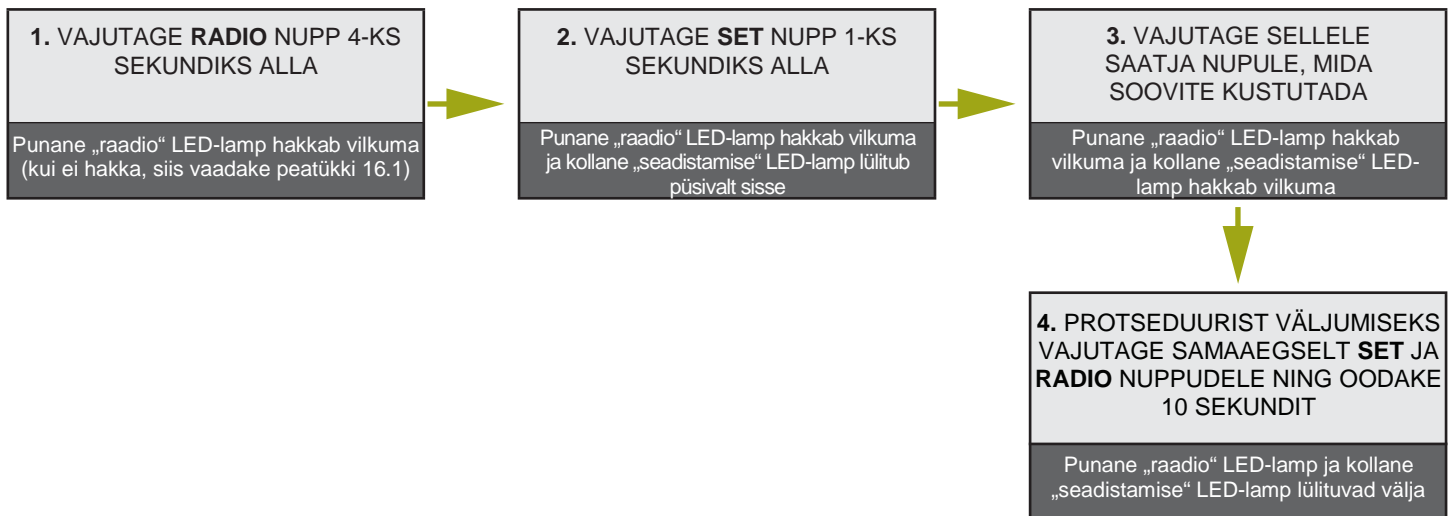 1. VAJUTAGE RADIO NUPP 4-KS
SEKUNDIKS ALLA
Punane „raadio“ LED-lamp hakkab vilkuma
(kui ei hakka, siis vaadake peatükki 16.1)
2. VAJUTAGE SET NUPP 1-KS
SEKUNDIKS ALLA
Punane „raadio“ LED-lamp hakkab vilkuma
ja kollane „seadistamise“ LED-lamp lülitub
püsivalt sisse
3. VAJUTAGE SELLELE
SAATJA NUPULE, MIDA
SOOVITE KUSTUTADA
Punane „raadio“ LED-lamp hakkab
vilkuma ja kollane „seadistamise“ LED-
lamp hakkab vilkuma
4. PROTSEDUURIST VÄLJUMISEKS
VAJUTAGE SAMAAEGSELT SET JA
RADIO NUPPUDELE NING OODAKE
10 SEKUNDIT
Punane „raadio“ LED-lamp ja kollane
„seadistamise“ LED-lamp lülituvad välja